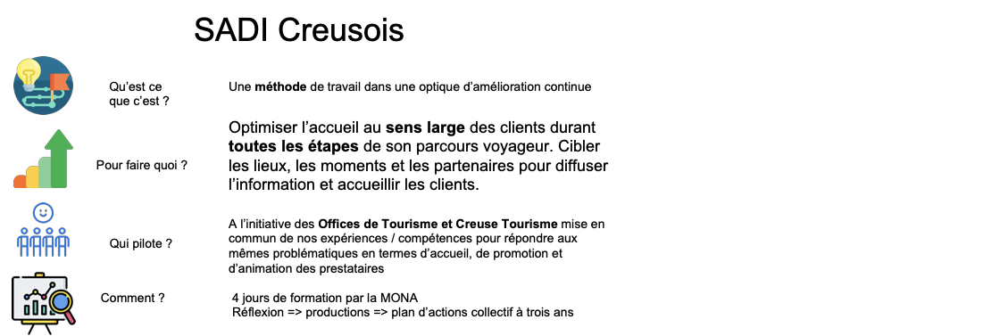 SADI Creusois
Qu’est ce
que c’est ?
Une méthode de travail dans une optique d’amélioration continue
Pour faire quoi ?
Optimiser l’accueil au sens large des clients durant
toutes les étapes de son parcours voyageur. Cibler
les lieux, les moments et les partenaires pour diffuser
l’information et accueillir les clients.
Qui pilote ?
A l’initiative des Offices de Tourisme et Creuse Tourisme mise en
commun de nos expériences / compétences pour répondre aux
mêmes problématiques en termes d’accueil, de promotion et
d’animation des prestataires
Comment ?
4 jours de formation par la MONA
Réflexion => productions => plan d’actions collectif à trois ans